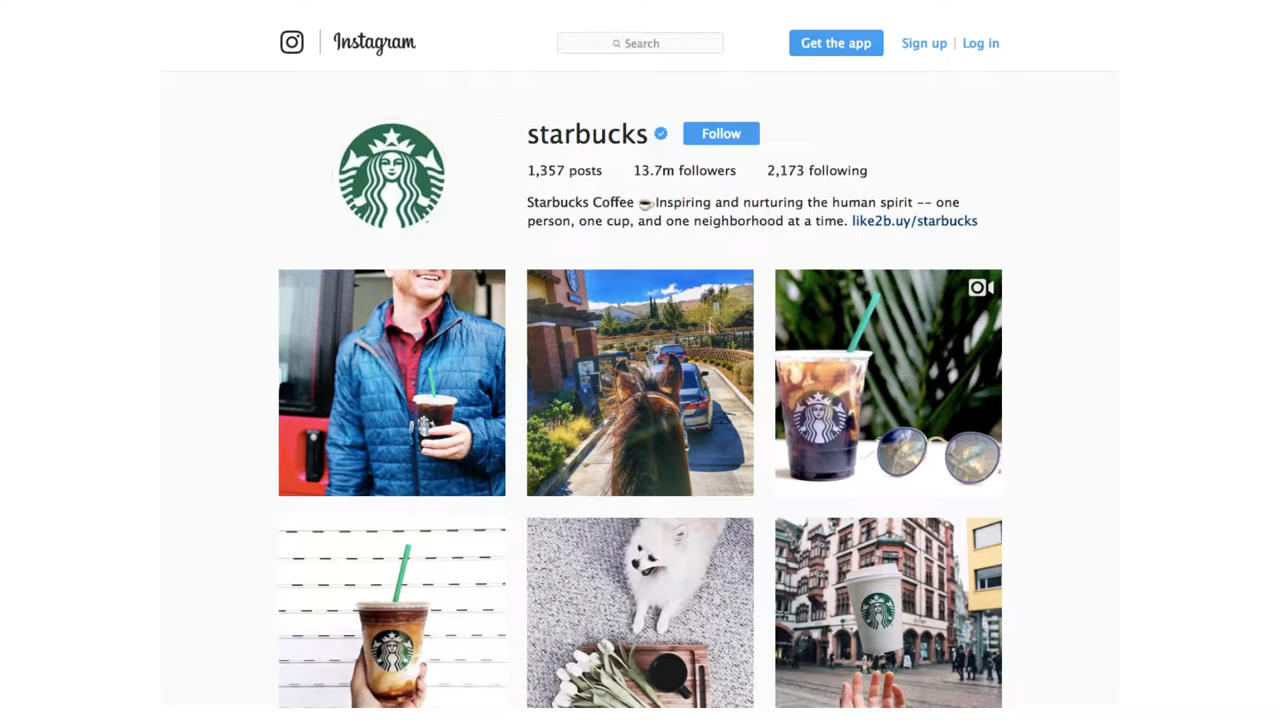 Instagram
Search
Get the app
Sign up | Log in
starbucks
Follow
1,357 posts 13.7m followers 2,173 following
Starbucks Coffee ☕Inspiring and nurturing the human spirit -- one
person, one cup, and one neighborhood at a time. like2b.uy/starbucks